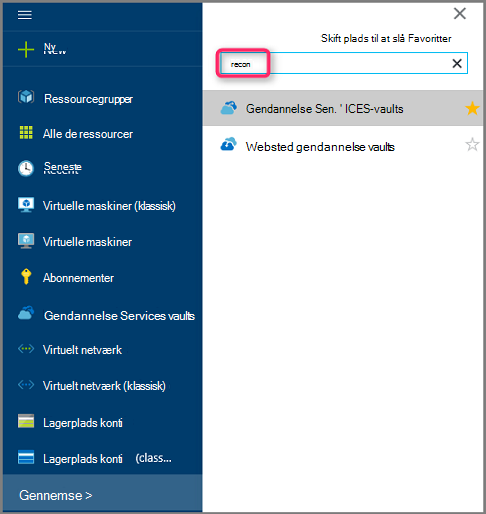 Ny
Ressourcegrupper
Alle de ressourcer
Seneste
Virtuelle maskiner (klassisk)
Virtuelle maskiner
Abonnementer
Gendannelse Services vaults
Virtuelt netværk
Virtuelt netværk (klassisk)
Lagerplads konti
Lagerplads konti (class...
Gennemse >
Skift plads til at slå Favoritter
recon
Gendannelse Sen. ' ICES-vaults
Websted gendannelse vaults